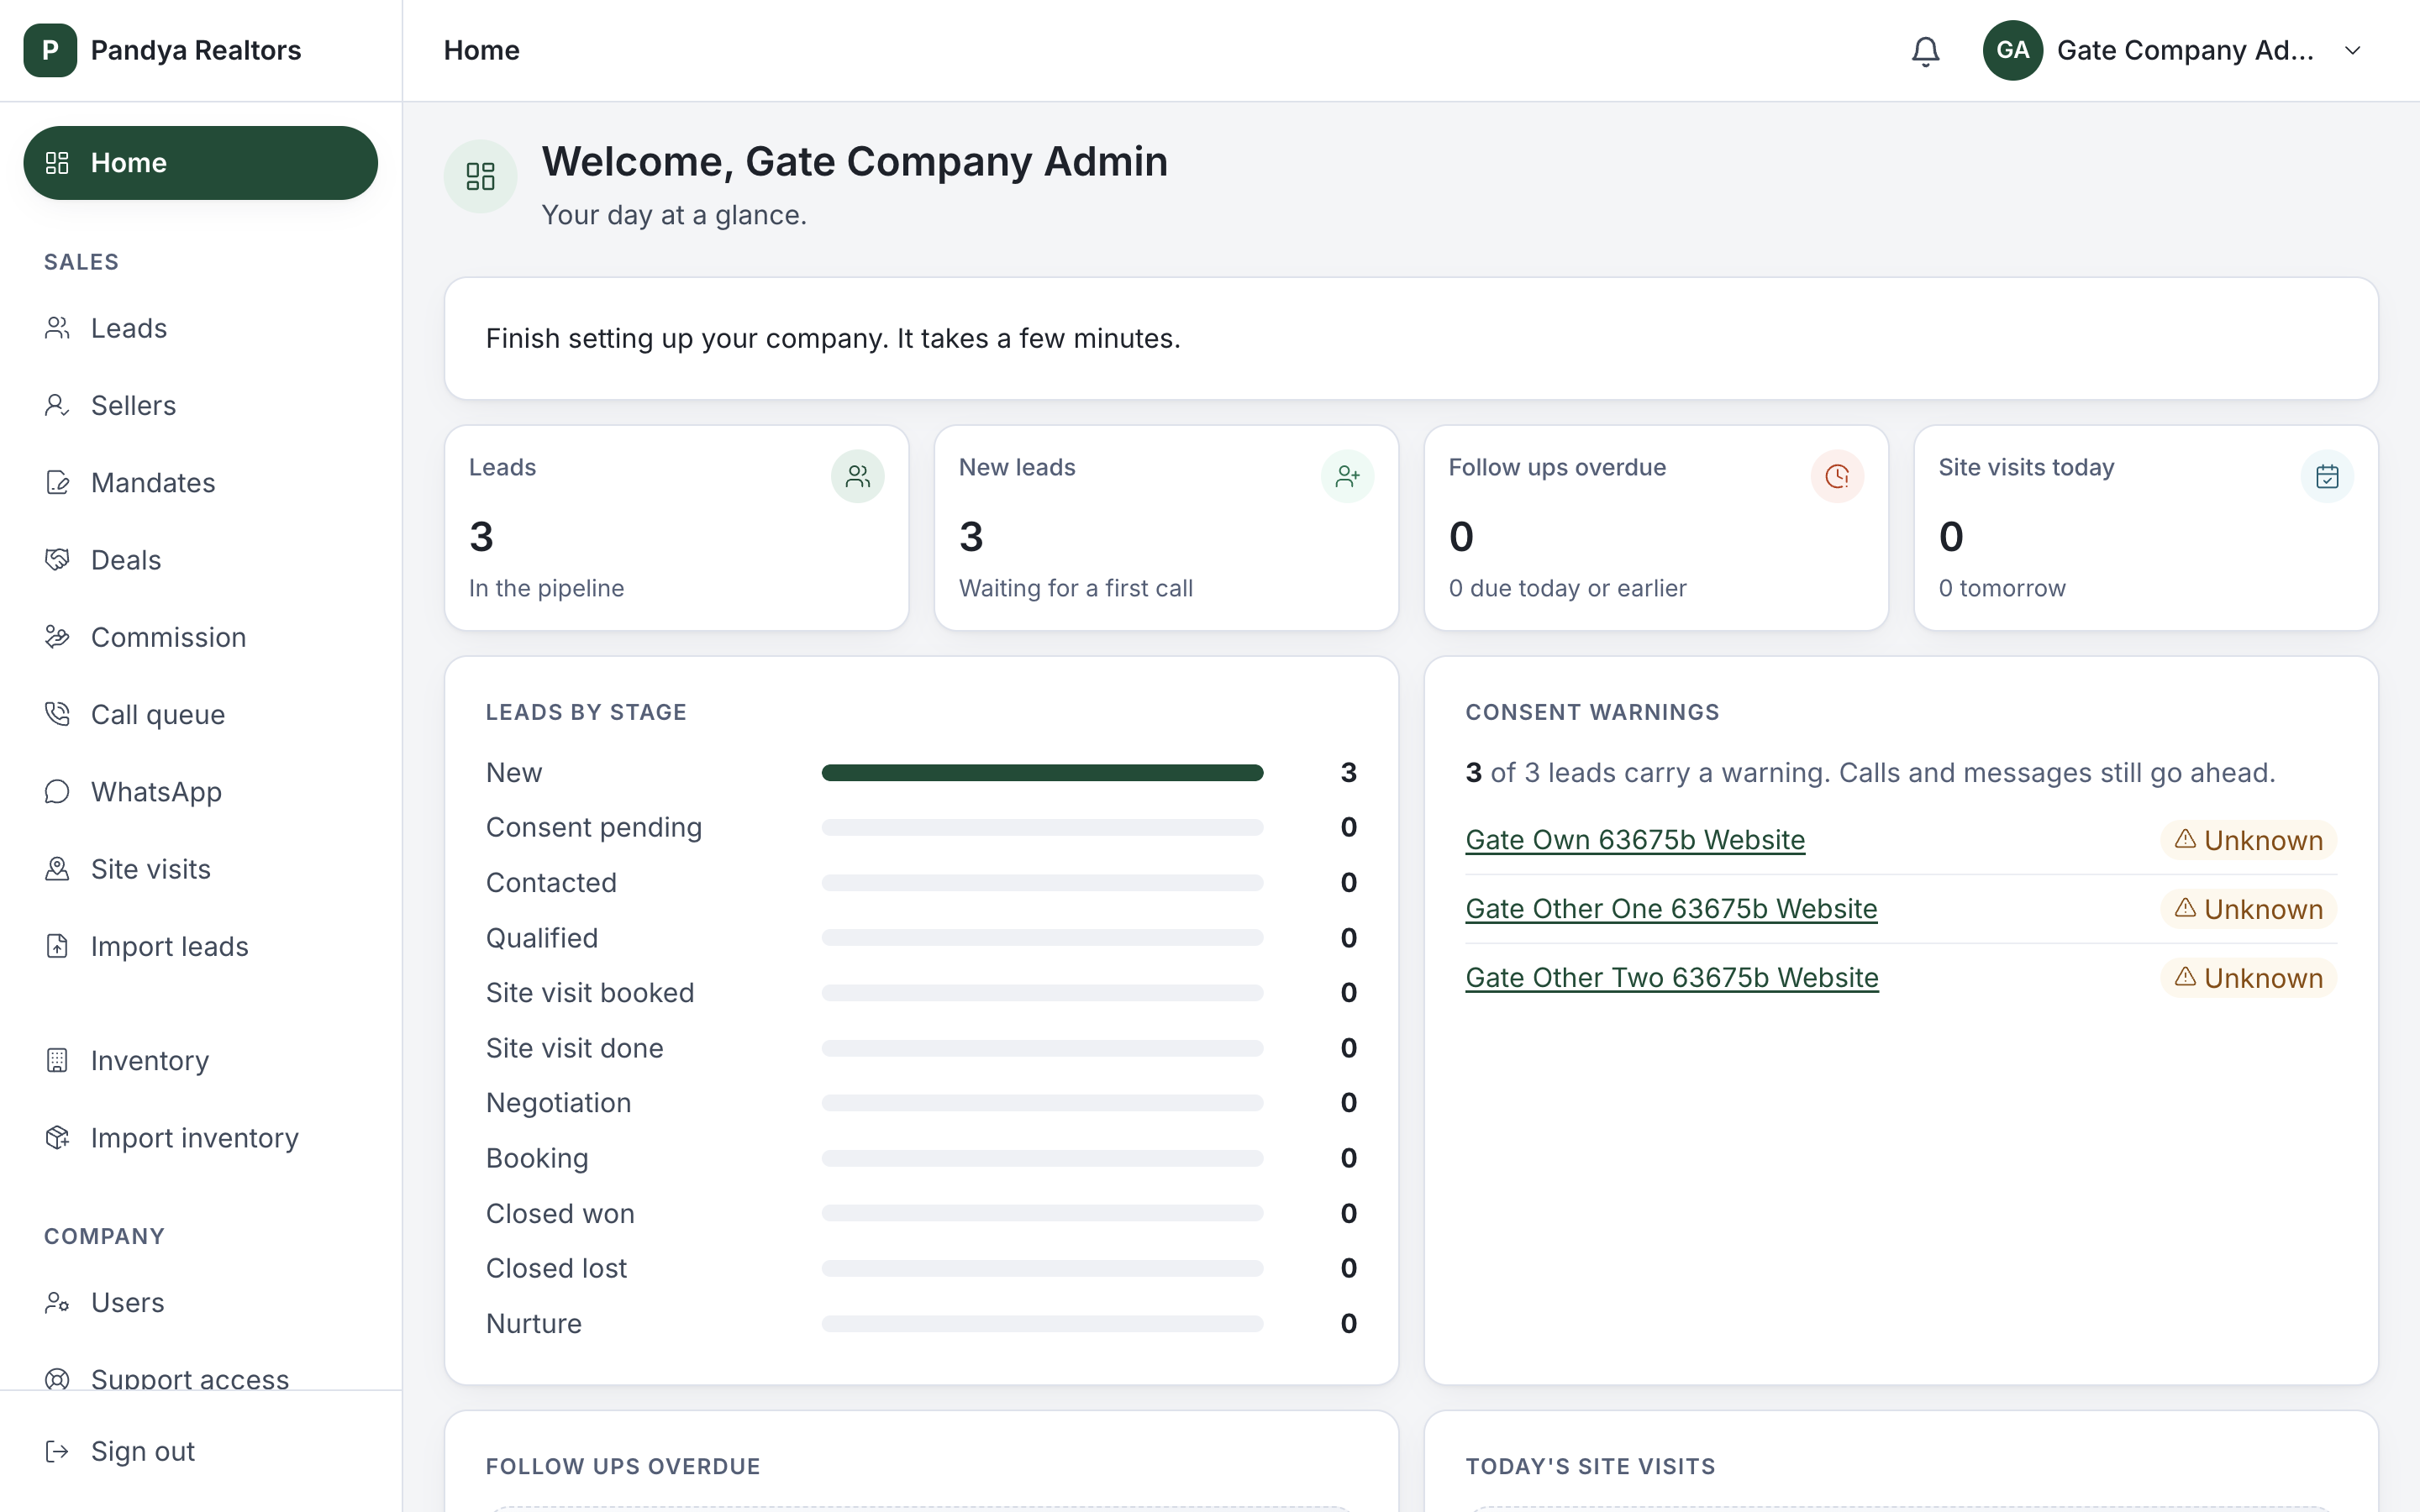 P Pandya Realtors
Home
GA Gate Company Ad...
Home
SALES
Leads
Sellers
Mandates
Deals
Commission
Call queue
WhatsApp
Site visits
Import leads
Inventory
Import inventory
COMPANY
Users
Support access
Sign out
Welcome, Gate Company Admin
Your day at a glance.
Finish setting up your company. It takes a few minutes.
Leads
3
In the pipeline
New leads
3
Waiting for a first call
Follow ups overdue
0
0 due today or earlier
Site visits today
0
0 tomorrow
LEADS BY STAGE
New 3
Consent pending 0
Contacted 0
Qualified 0
Site visit booked 0
Site visit done 0
Negotiation 0
Booking 0
Closed won 0
Closed lost 0
Nurture 0
CONSENT WARNINGS
3 of 3 leads carry a warning. Calls and messages still go ahead.
Gate Own 63675b Website Unknown
Gate Other One 63675b Website Unknown
Gate Other Two 63675b Website Unknown
FOLLOW UPS OVERDUE
TODAY'S SITE VISITS